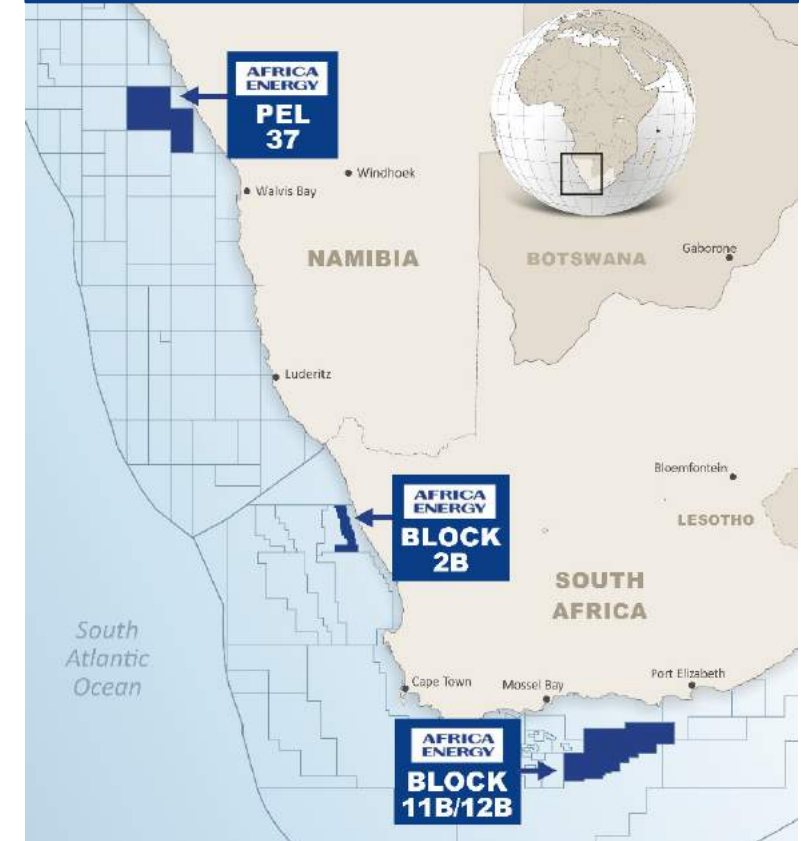 AFRICA
ENERGY
PEL
37
Windhoek
Walvis Bay
NAMIBIA
BOTSWANA
Gaborone
Luderitz
Bloemfontein
AFRICA
ENERGY
BLOCK
2B
LESOTHO
SOUTH
AFRICA
South
Atlantic
Ocean
Cape Town
Mossel Bay
Port Elizabeth
AFRICA
ENERGY
BLOCK
11B/12B